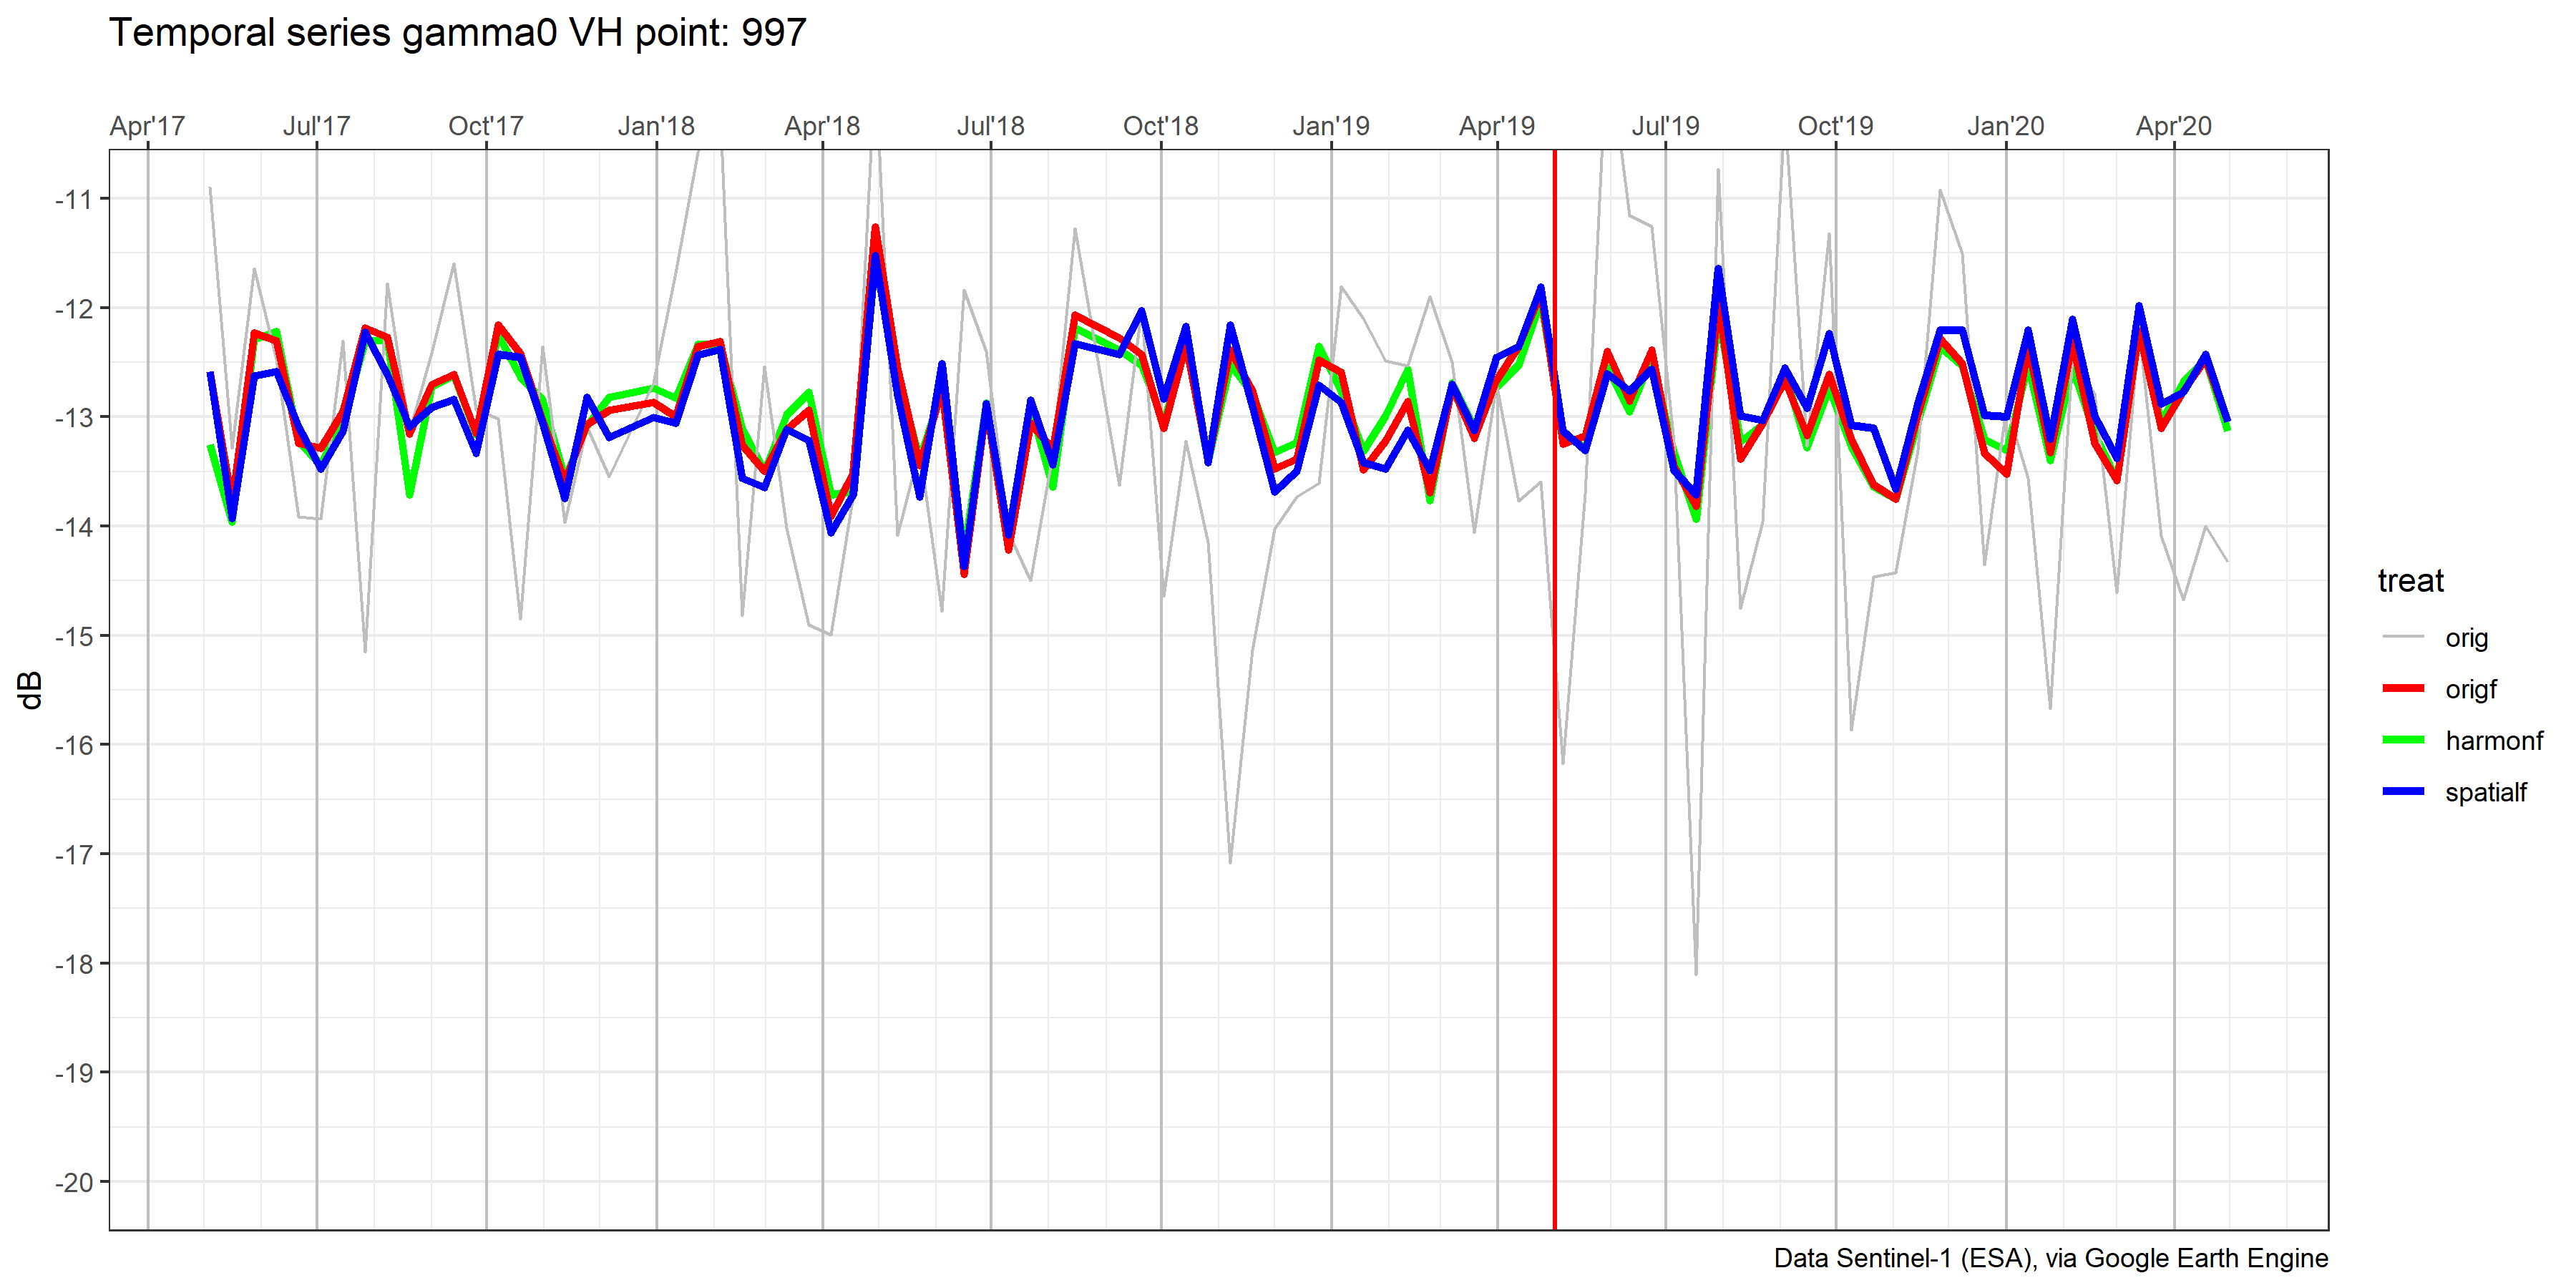 Temporal series gamma0 VH point: 997
Apr'17 Jul'17 Oct'17 Jan'18 Apr'18 Jul'18 Oct'18 Jan'19 Apr'19 Jul'19 Oct'19 Jan'20 Apr'20
-11
-12
-13
-14
-15
-16
-17
-18
-19
-20
dB
treat
orig
origf
harmonf
spatialf
Data Sentinel-1 (ESA), via Google Earth Engine